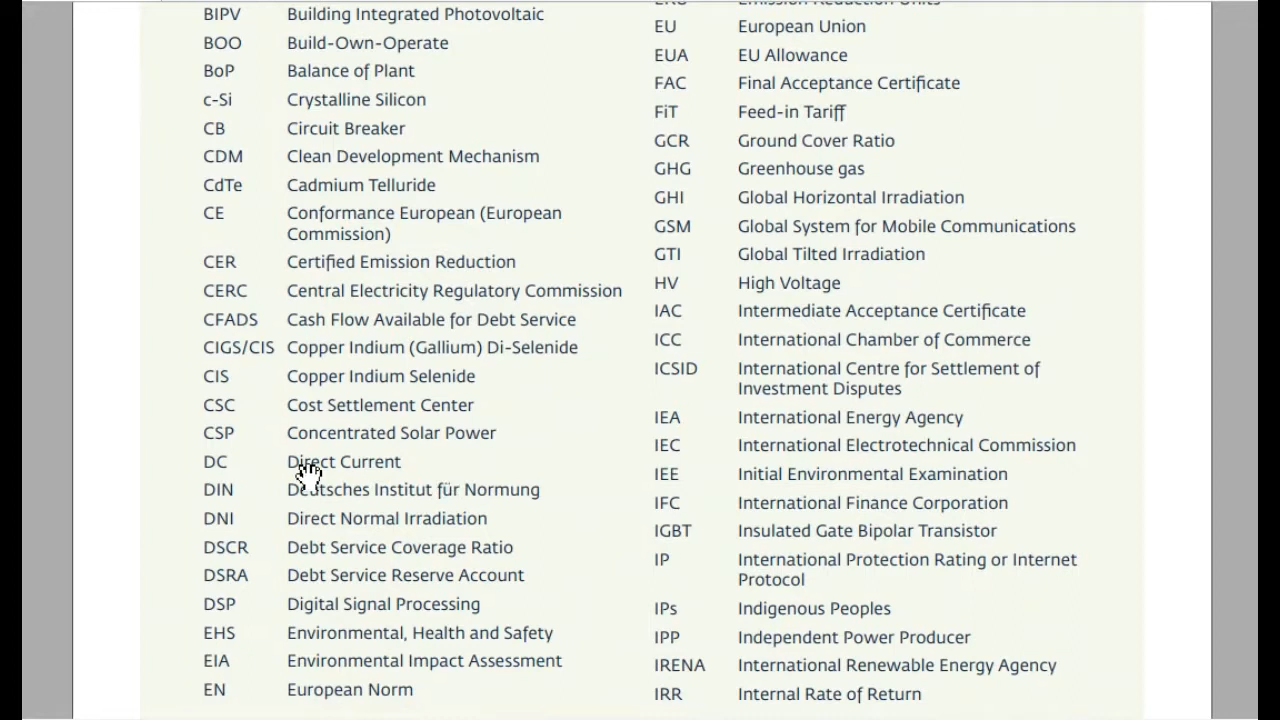 BIPV Building Integrated Photovoltaic
BOO Build-Own-Operate
BoP Balance of Plant
c-Si Crystalline Silicon
CB Circuit Breaker
CDM Clean Development Mechanism
CdTe Cadmium Telluride
CE Conformance European (European
Commission)
CER Certified Emission Reduction
CERC Central Electricity Regulatory Commission
CFADS Cash Flow Available for Debt Service
CIGS/CIS Copper Indium (Gallium) Di-Selenide
CIS Copper Indium Selenide
CSC Cost Settlement Center
CSP Concentrated Solar Power
DC Direct Current
DIN Deutsches Institut für Normung
DNI Direct Normal Irradiation
DSCR Debt Service Coverage Ratio
DSRA Debt Service Reserve Account
DSP Digital Signal Processing
EHS Environmental, Health and Safety
EIA Environmental Impact Assessment
EN European Norm
EU European Union
EUA EU Allowance
FAC Final Acceptance Certificate
FiT Feed-in Tariff
GCR Ground Cover Ratio
GHG Greenhouse gas
GHI Global Horizontal Irradiation
GSM Global System for Mobile Communications
GTI Global Tilted Irradiation
HV High Voltage
IAC Intermediate Acceptance Certificate
ICC International Chamber of Commerce
ICSID International Centre for Settlement of
Investment Disputes
IEA International Energy Agency
IEC International Electrotechnical Commission
IEE Initial Environmental Examination
IFC International Finance Corporation
IGBT Insulated Gate Bipolar Transistor
IP International Protection Rating or Internet
Protocol
IPs Indigenous Peoples
IPP Independent Power Producer
IRENA International Renewable Energy Agency
IRR Internal Rate of Return